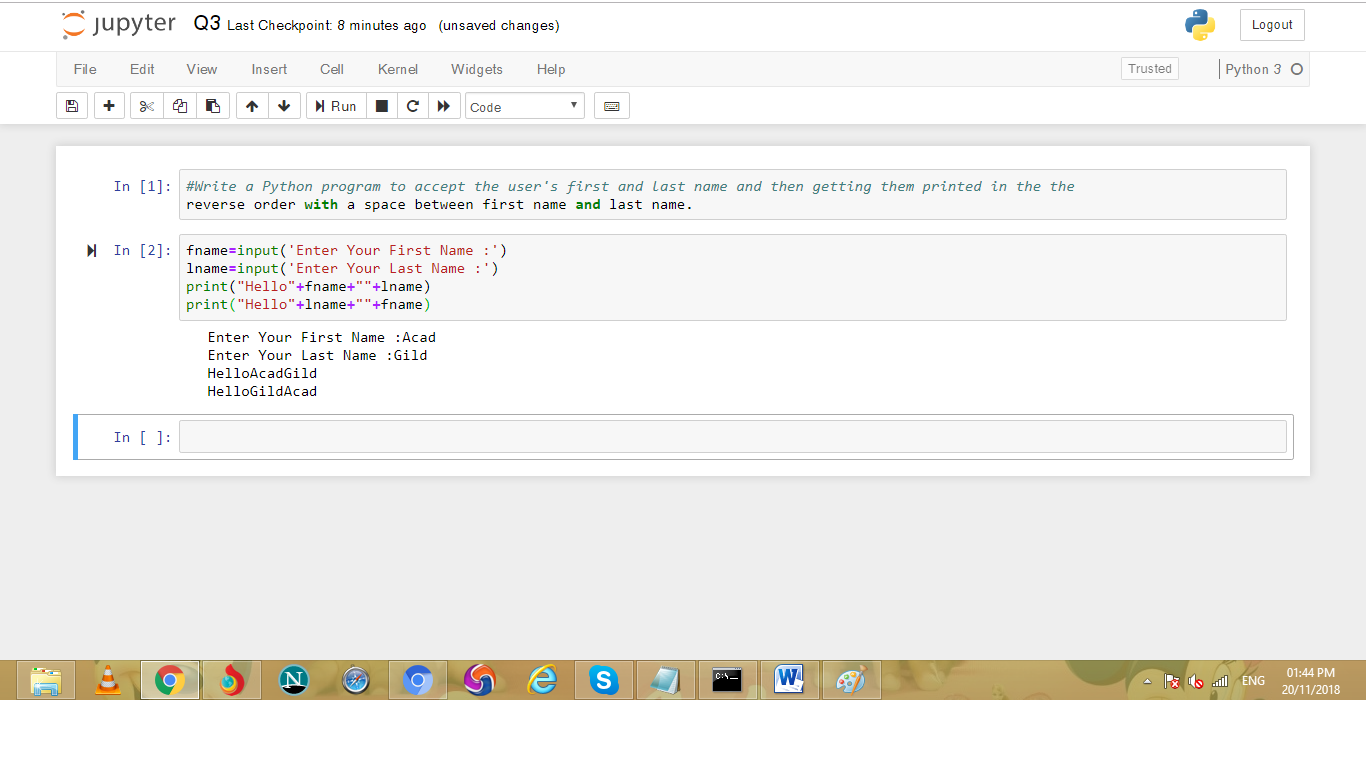 jupyter Q3 Last Checkpoint: 8 minutes ago (unsaved changes) Logout
File Edit View Insert Cell Kernel Widgets Help Trusted Python 3
Run Code
In [1]: #Write a Python program to accept the user's first and last name and then getting them printed in the the
reverse order with a space between first name and last name.
In [2]: fname=input('Enter Your First Name :')
lname=input('Enter Your Last Name :')
print("Hello"+fname+""+lname)
print("Hello"+lname+""+fname)
Enter Your First Name :Acad
Enter Your Last Name :Gild
HelloAcadGild
HelloGildAcad
In [ ]:
N S C:\ W ENG 01:44 PM
20/11/2018